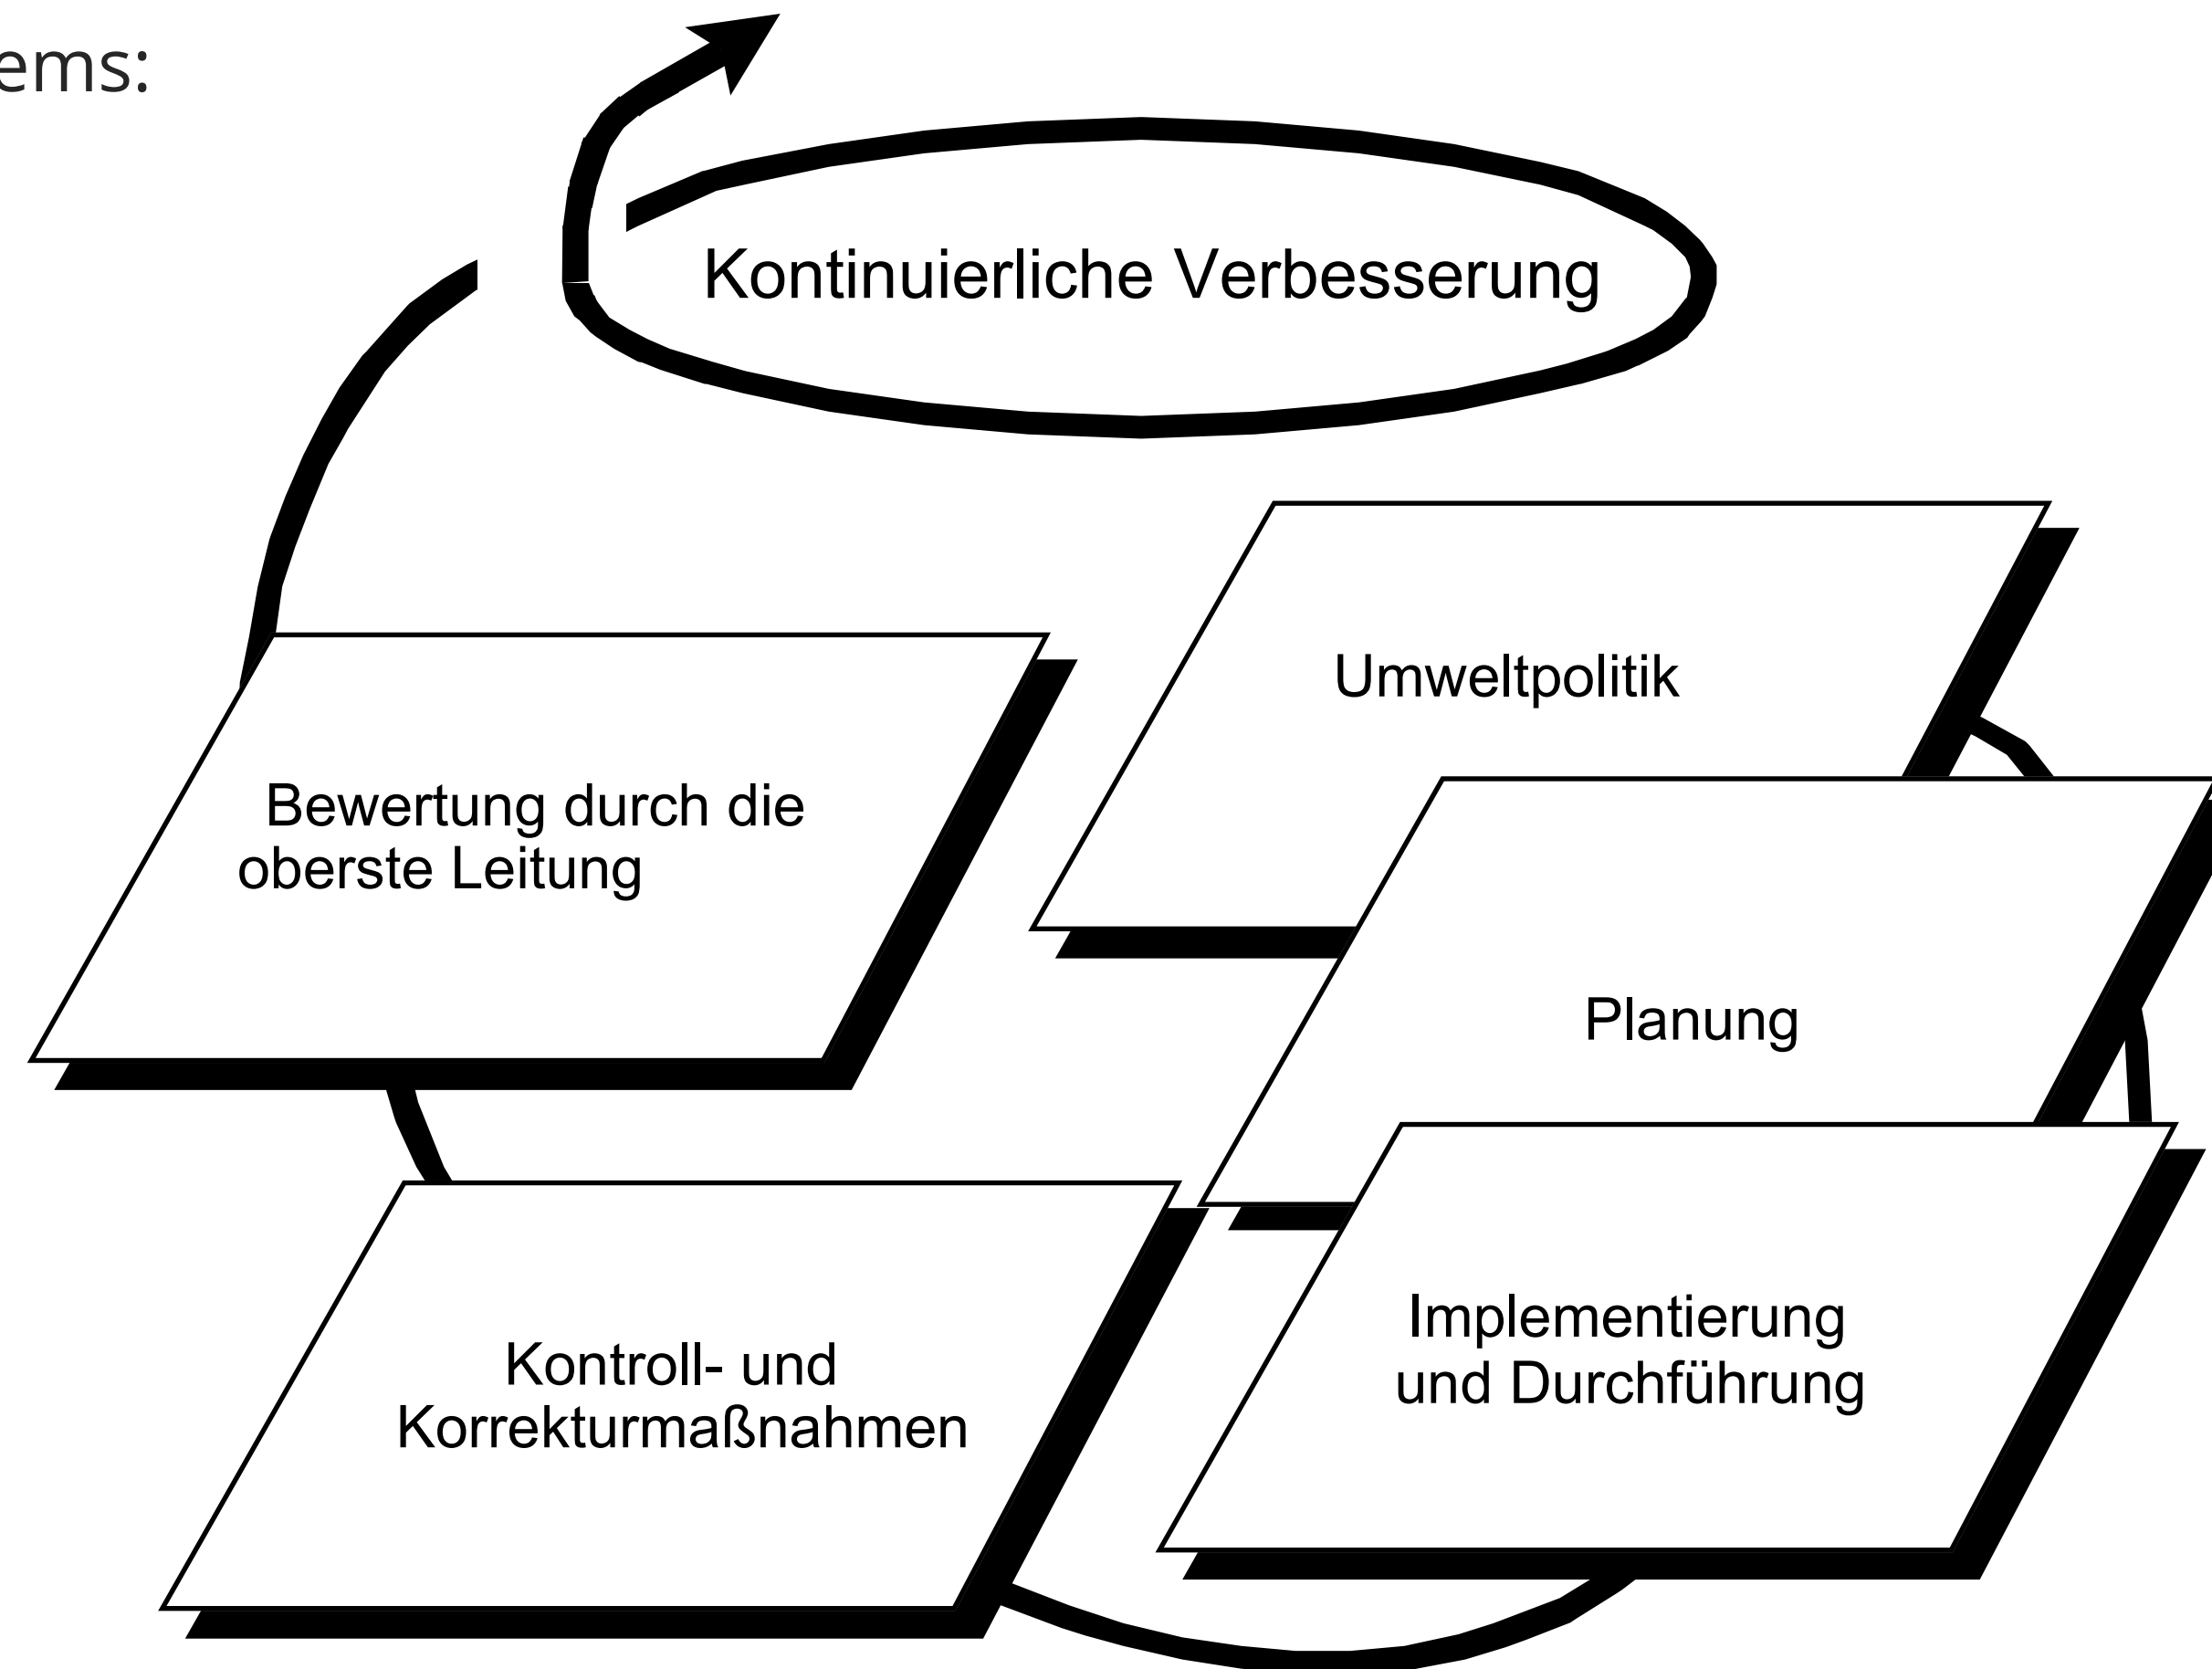 ems:
Kontinuierliche Verbesserung
Umweltpolitik
Bewertung durch die
oberste Leitung
Planung
Implementierung
und Durchführung
Kontroll- und
Korrekturmaßnahmen